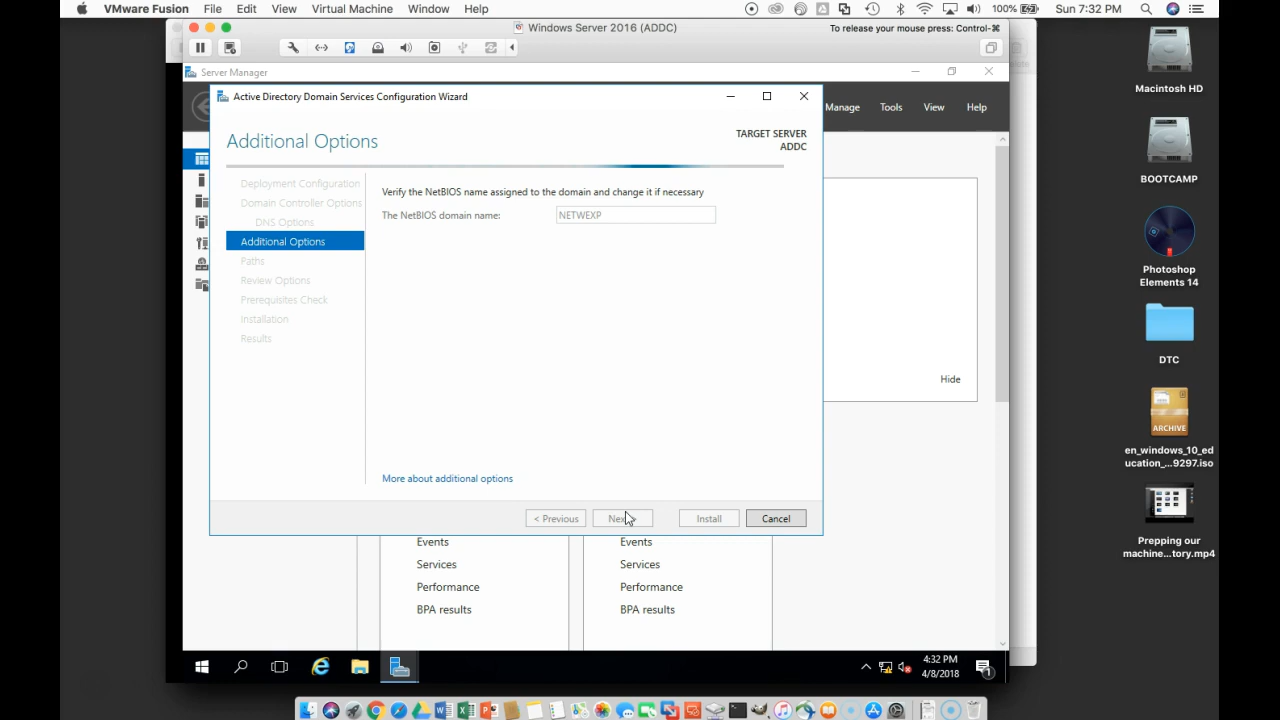 VMware Fusion File Edit View Virtual Machine Window Help 100% Sun 7:32 PM
Windows Server 2016 (ADDC) To release your mouse press: Control-⌘
Server Manager
Manage Tools View Help
Active Directory Domain Services Configuration Wizard
Additional Options
TARGET SERVER
ADDC
Deployment Configuration
Domain Controller Options
DNS Options
Additional Options
Paths
Review Options
Prerequisites Check
Installation
Results
Verify the NetBIOS name assigned to the domain and change it if necessary
The NetBIOS domain name: NETWEXP
More about additional options
< Previous Install Cancel
Hide
Events Events
Services Services
Performance Performance
BPA results BPA results
4:32 PM
4/8/2018
1
Macintosh HD
BOOTCAMP
Photoshop
Elements 14
DTC
ARCHIVE
en_windows_10_ed
ucation_...9297.iso
Prepping our
machine...tory.mp4